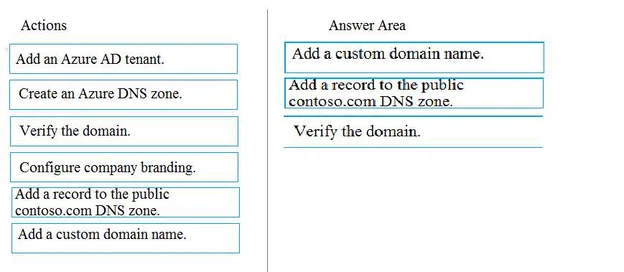 Actions
Add an Azure AD tenant.
Create an Azure DNS zone.
Verify the domain.
Configure company branding.
Add a record to the public
contoso.com DNS zone.
Add a custom domain name.
Answer Area
Add a custom domain name.
Add a record to the public
contoso.com DNS zone.
Verify the domain.